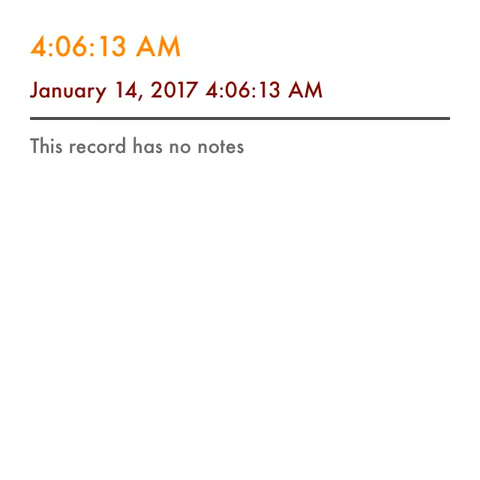 4:06:13 AM
January 14, 2017 4:06:13 AM
This record has no notes